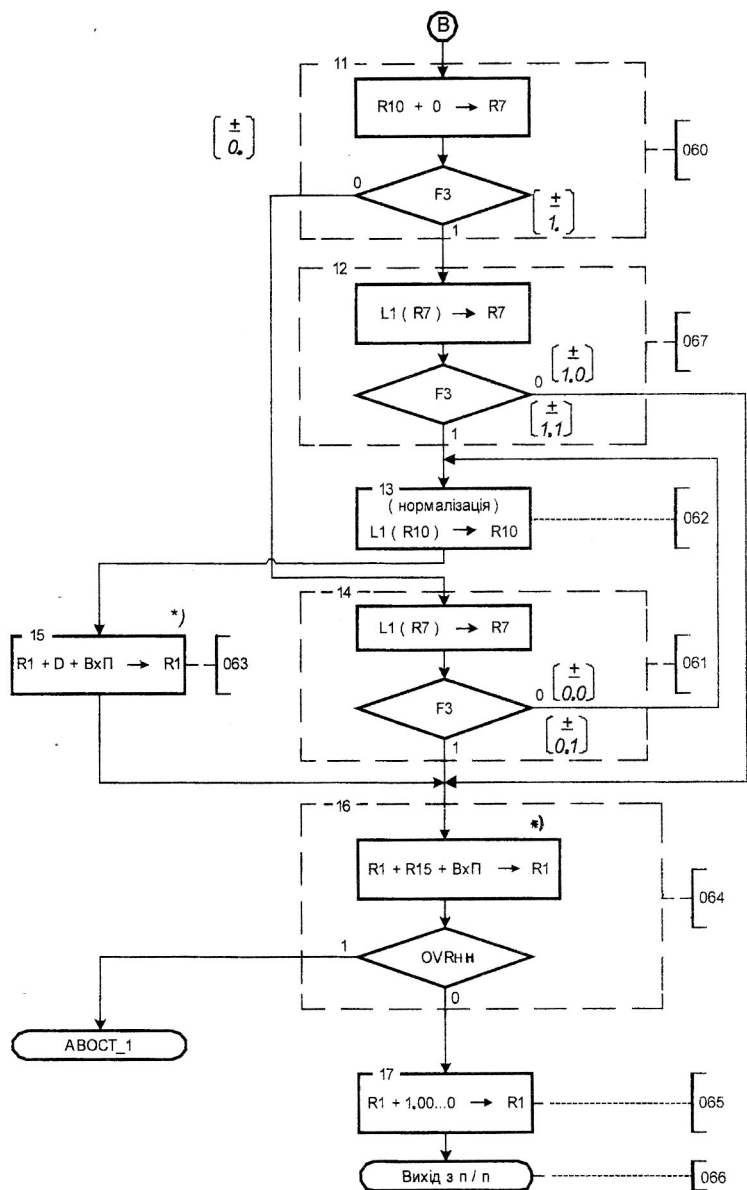 B
11
R10 + 0 → R7
060
[ ± 0. ]
0
F3
[ ± 1. ]
1
12
L1 ( R7 ) → R7
067
0 [ ± 1.0 ]
F3
[ ± 1.1 ]
1
13
( нормалізація )
L1 ( R10 ) → R10
062
14
*)
L1 ( R7 ) → R7
15
R1 + D + ВхП → R1
063
061
0 [ ± 0.0 ]
F3
[ ± 0.1 ]
1
16
*)
R1 + R15 + ВхП → R1
064
1
OVRнн
0
АВОСТ_1
17
R1 + 1.00...0 → R1
065
Вихід з п / п
066